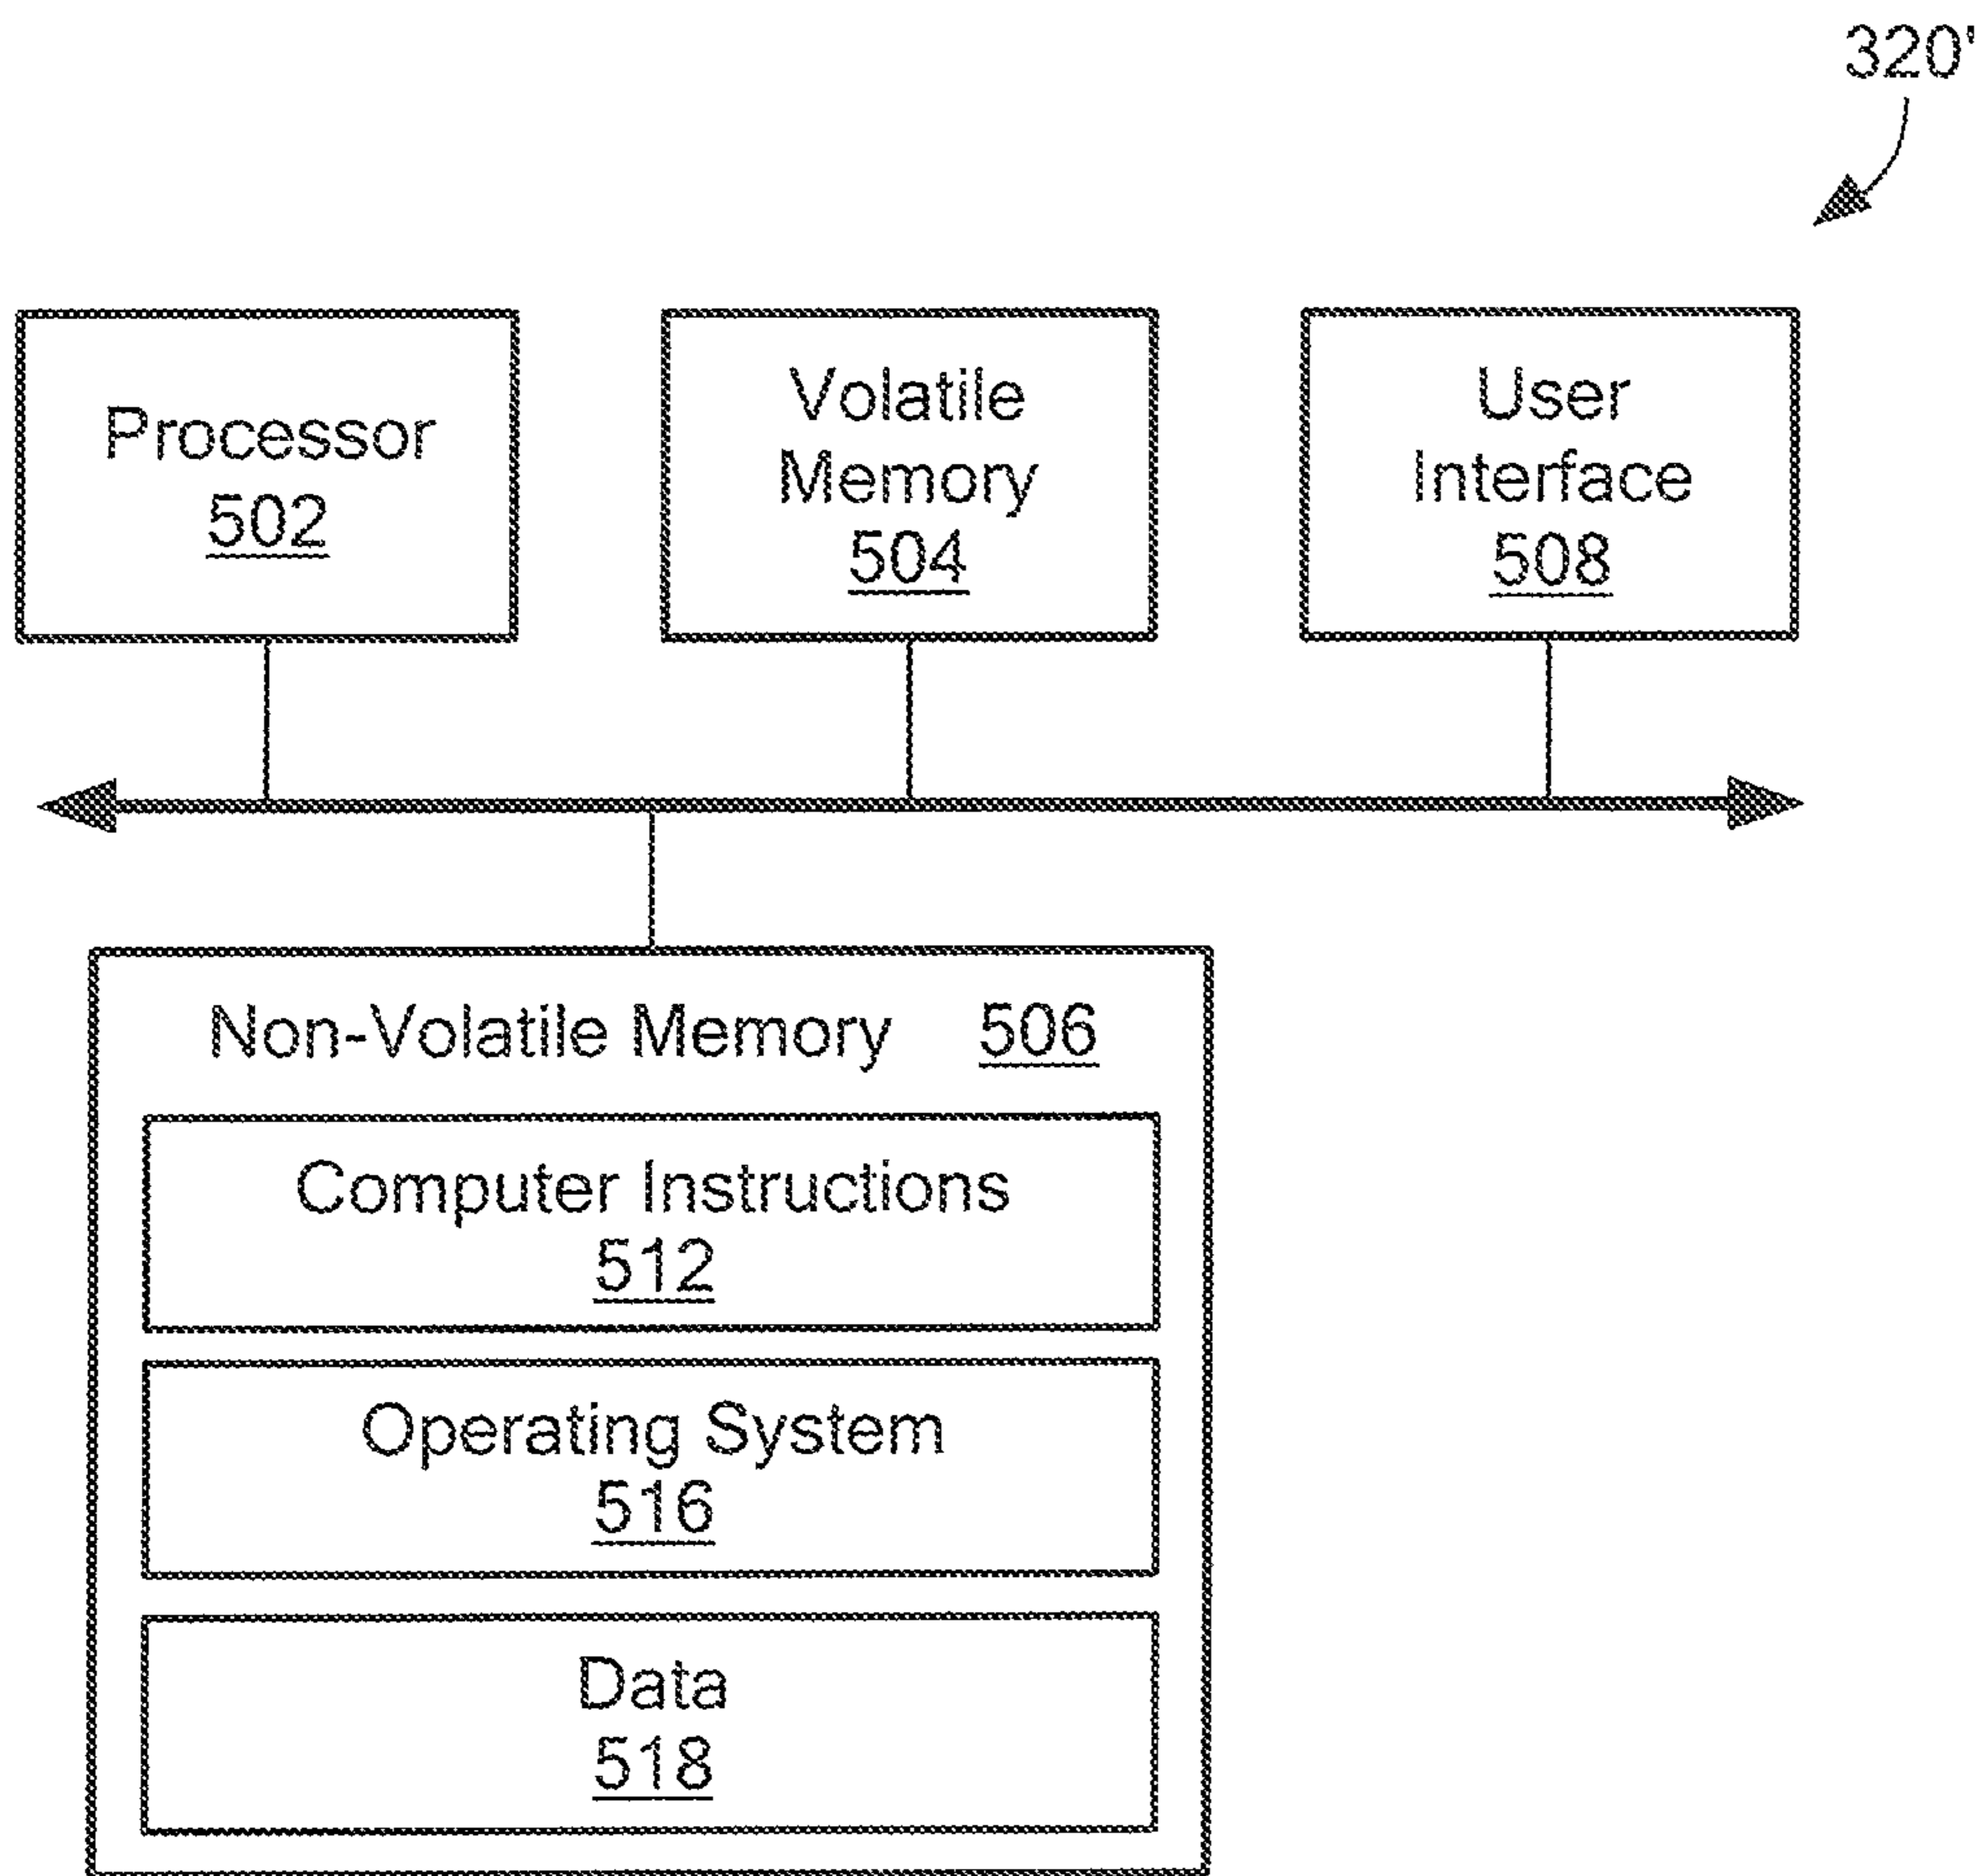 320'
Processor
502
Volatile
Memory
504
User
Interface
508
Non-Volatile Memory 506
Computer Instructions
512
Operating System
516
Data
518